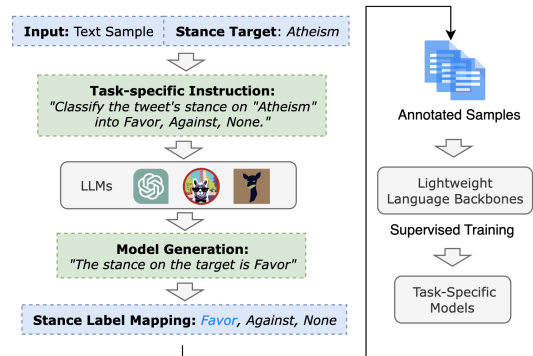 Input: Text Sample
Stance Target: Atheism
Task-specific Instruction:
"Classify the tweet's stance on "Atheism"
into Favor, Against, None."
LLMs
Model Generation:
"The stance on the target is Favor"
Stance Label Mapping: Favor, Against, None
Annotated Samples
Lightweight
Language Backbones
Supervised Training
Task-Specific
Models